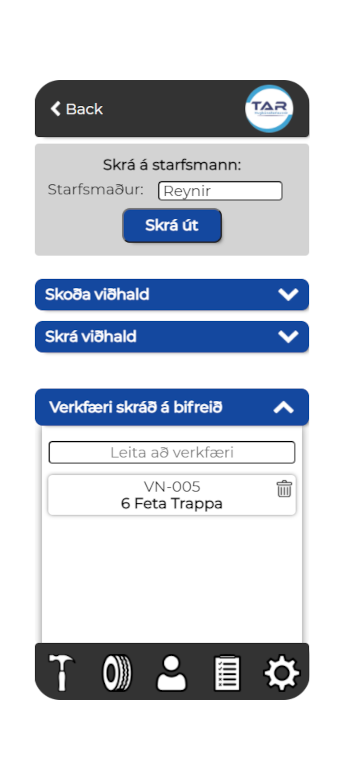 Back
TAR
Skrá á starfsmann:
Starfsmaður: Reynir
Skrá út
Skoða viðhald
Skrá viðhald
Verkfæri skráð á bifreið
Leita að verkfæri
VN-005
6 Feta Trappa